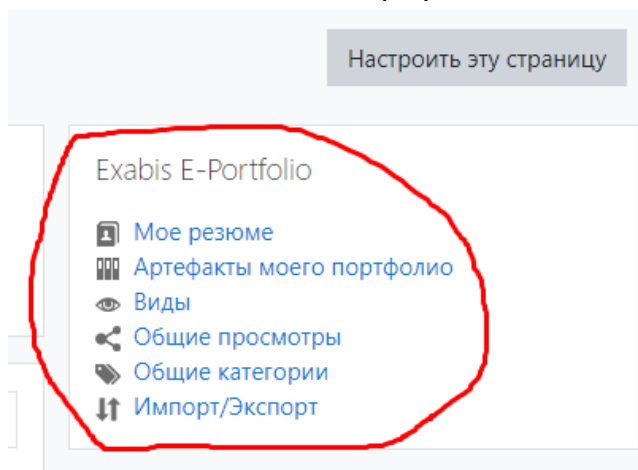 Настроить эту страницу
Exabis E-Portfolio
Мое резюме
Артефакты моего портфолио
Виды
Общие просмотры
Общие категории
Импорт/Экспорт